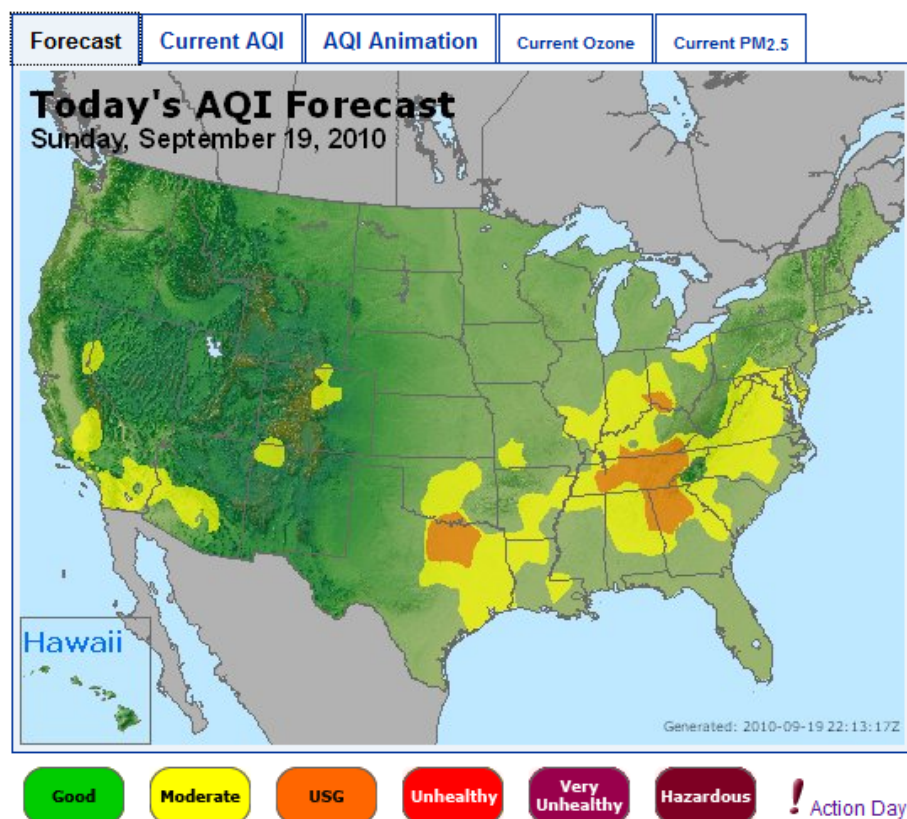 Forecast
Current AQI
AQI Animation
Current Ozone
Current PM2.5
Today's AQI Forecast
Sunday, September 19, 2010
Hawaii
Generated: 2010-09-19 22:13:17Z
Good
Moderate
USG
Unhealthy
Very
Unhealthy
Hazardous
! Action Day